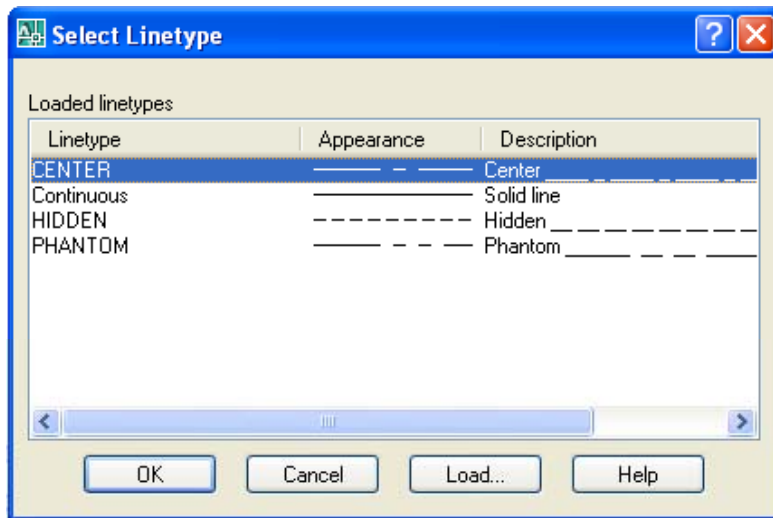 Select Linetype
Loaded linetypes
Linetype Appearance Description
CENTER Center
Continuous Solid line
HIDDEN Hidden
PHANTOM Phantom
OK Cancel Load... Help